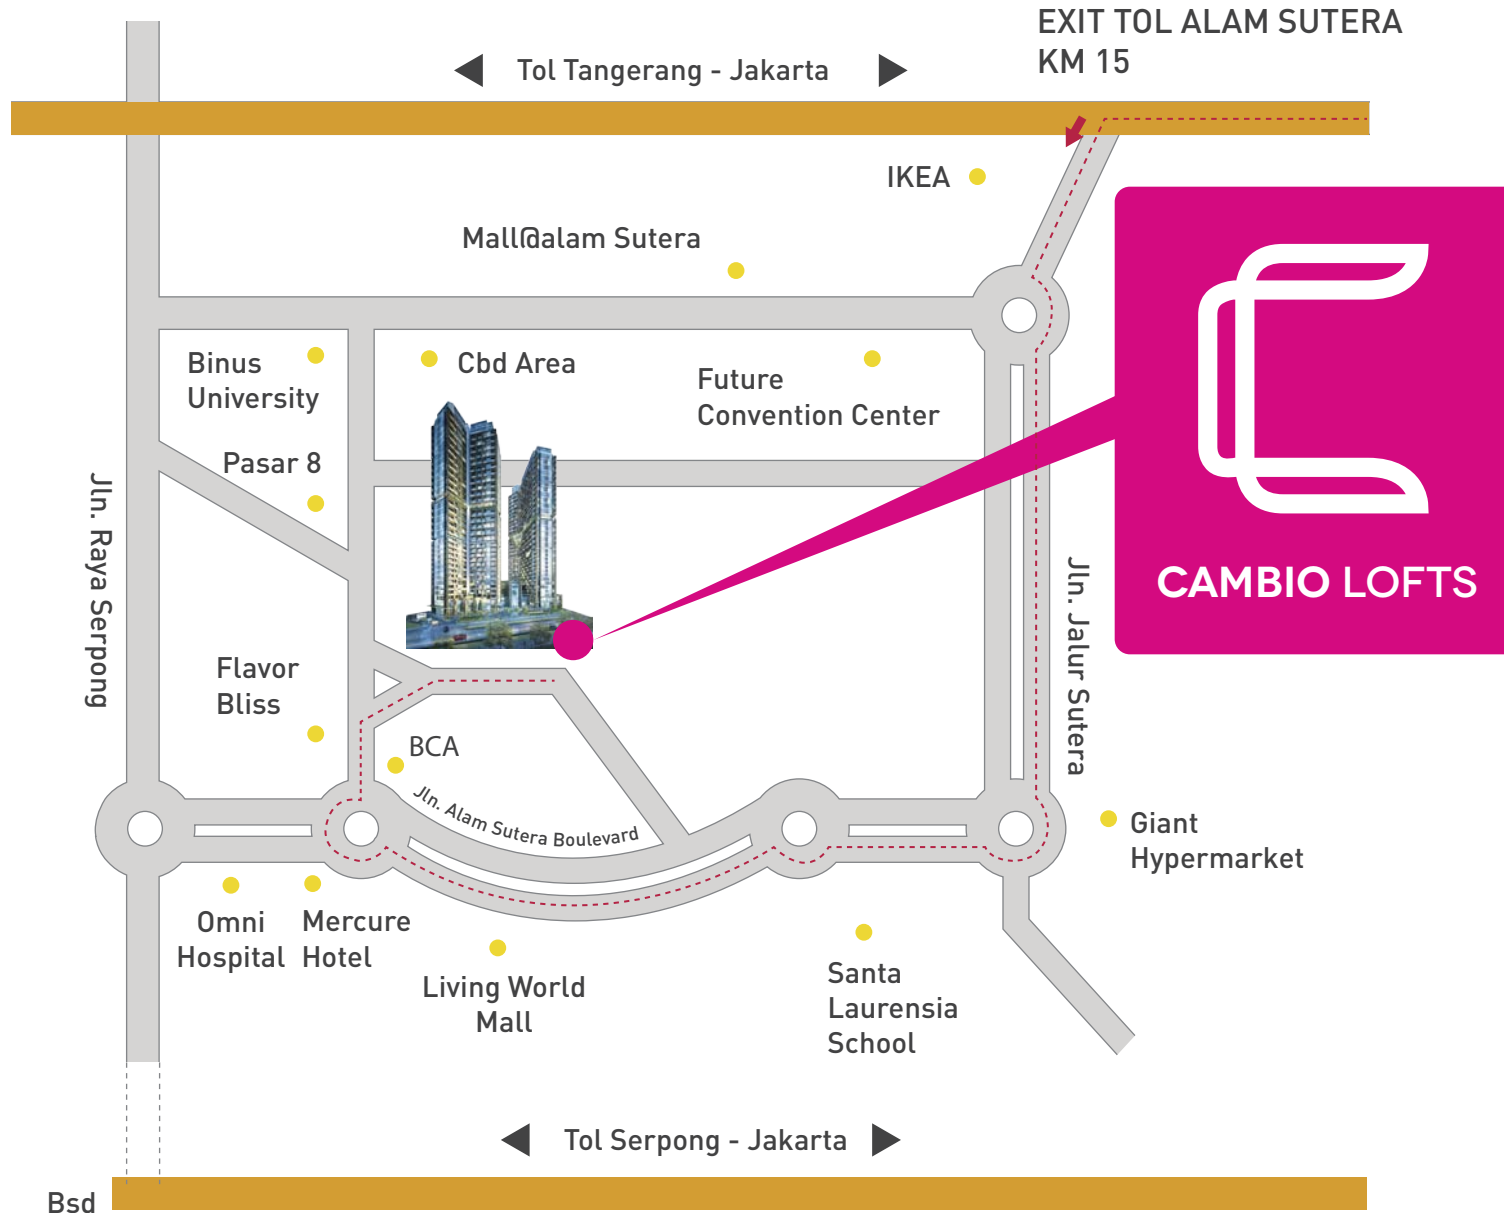 EXIT TOL ALAM SUTERA
KM 15
Tol Tangerang - Jakarta
IKEA
Mall@alam Sutera
Binus
University
Cbd Area
Future
Convention Center
Pasar 8
Jln. Raya Serpong
CAMBIO LOFTS
Jln. Jalur Sutera
Flavor
Bliss
BCA
Jln. Alam Sutera Boulevard
Giant
Hypermarket
Omni
Hospital
Mercure
Hotel
Living World
Mall
Santa
Laurensia
School
Tol Serpong - Jakarta
Bsd